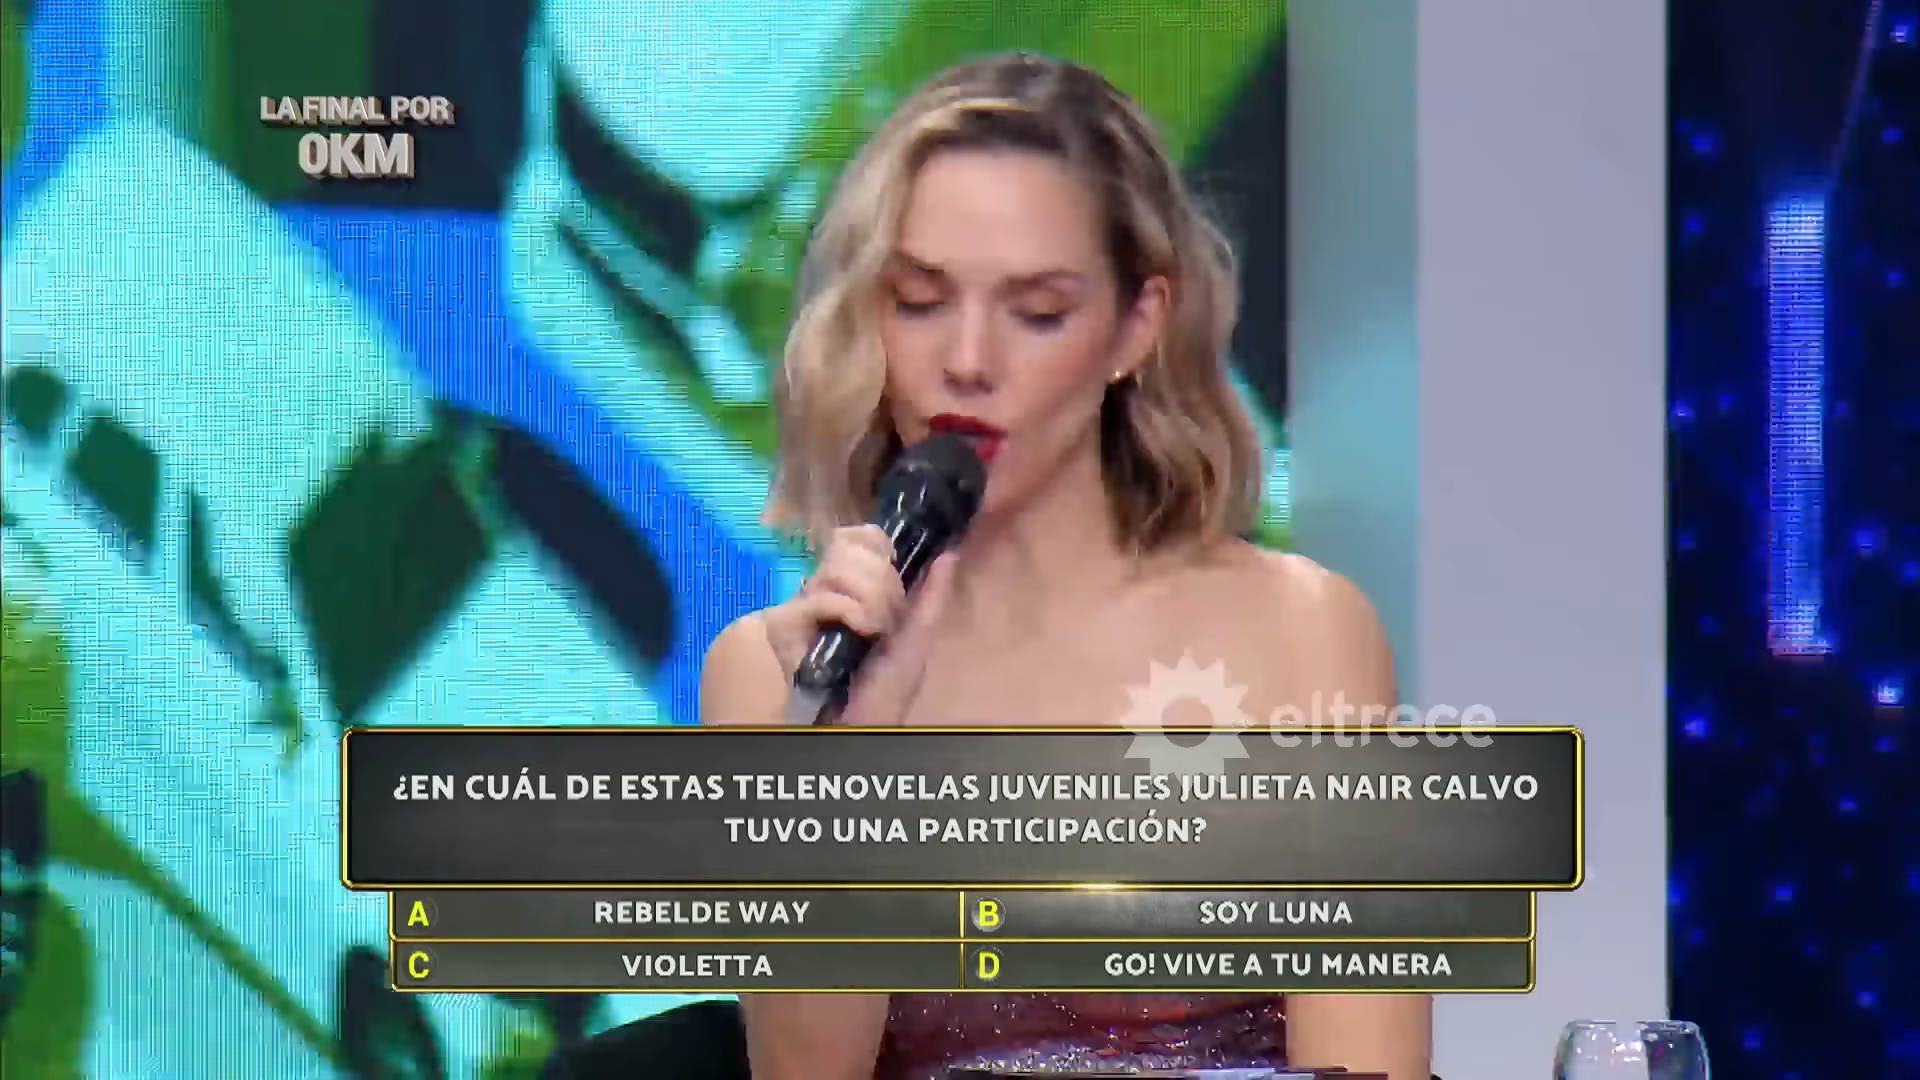 LA FINAL POR
0KM
eltrece
¿EN CUÁL DE ESTAS TELENOVELAS JUVENILES JULIETA NAIR CALVO
TUVO UNA PARTICIPACIÓN?
A REBELDE WAY
B SOY LUNA
C VIOLETTA
D GO! VIVE A TU MANERA